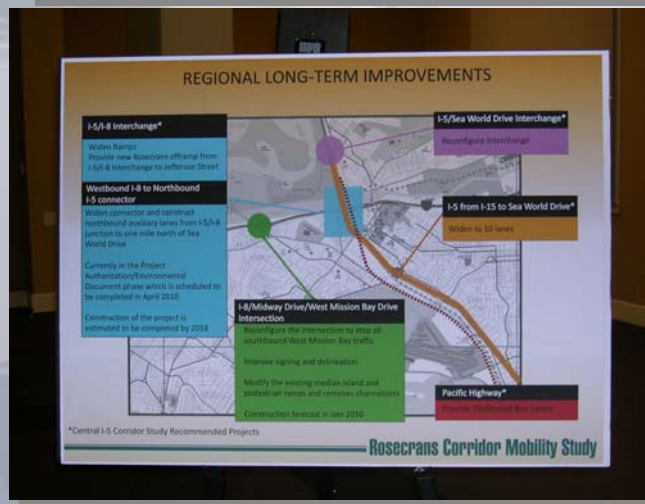 REGIONAL LONG-TERM IMPROVEMENTS
I-5/I-8 Interchange*
Widen Ramps
Provide new Rosecrans offramp from
I-5/I-8 Interchange to Jefferson Street
Westbound I-8 to Northbound
I-5 connector
Widen connector and construct
northbound auxiliary lanes from I-5/I-8
junction to one mile north of Sea
World Drive
Currently in the Project
Authorization/Environmental
Document phase which is scheduled to
be completed in April 2010
Construction of the project is
estimated to be completed by 2018
I-5/Sea World Drive Interchange*
Reconfigure Interchange
I-5 from I-15 to Sea World Drive*
Widen to 10 lanes
I-8/Midway Drive/West Mission Bay Drive
Intersection
Reconfigure the intersection to stop all
southbound West Mission Bay traffic
Improve signing and delineation
Modify the existing median island and
pedestrian ramps and removes channelizers
Construction forecast in late 2010
Pacific Highway*
Provide Dedicated Bus Lanes
*Central I-5 Corridor Study Recommended Projects
Rosecrans Corridor Mobility Study